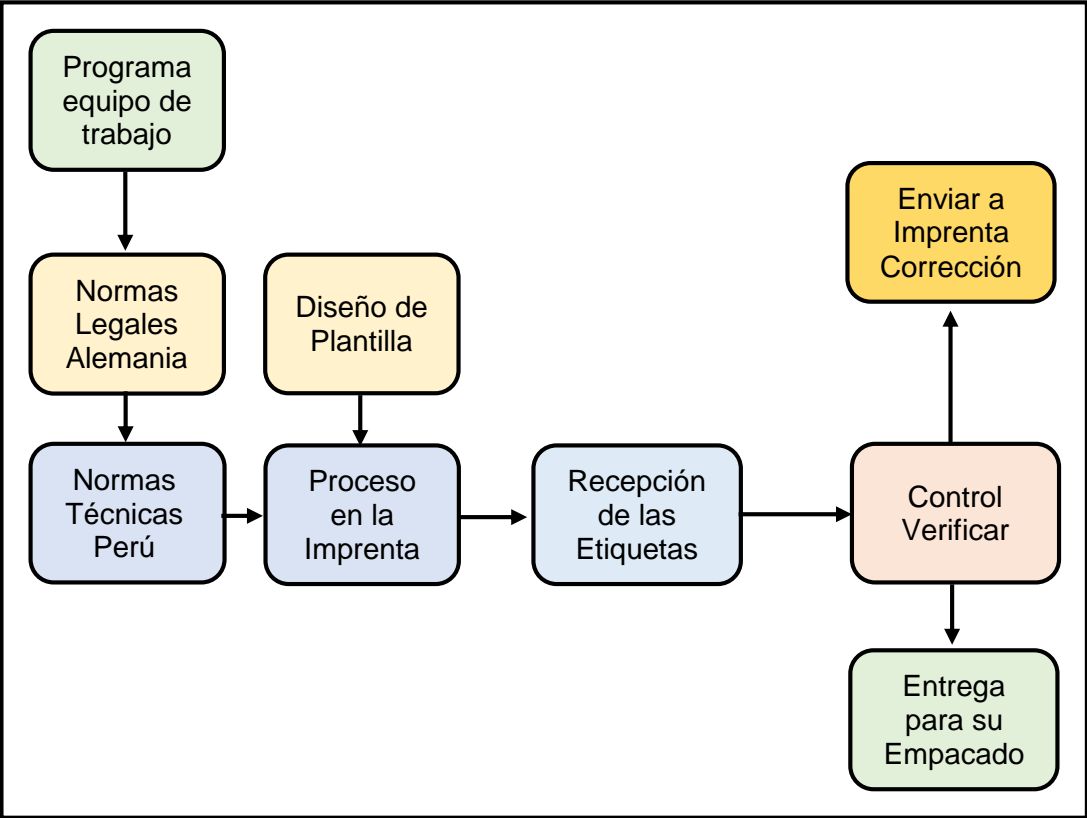 Programa
equipo de
trabajo
Normas
Legales
Alemania
Diseño de
Plantilla
Enviar a
Imprenta
Corrección
Normas
Técnicas
Perú
Proceso
en la
Imprenta
Recepción
de las
Etiquetas
Control
Verificar
Entrega
para su
Empacado